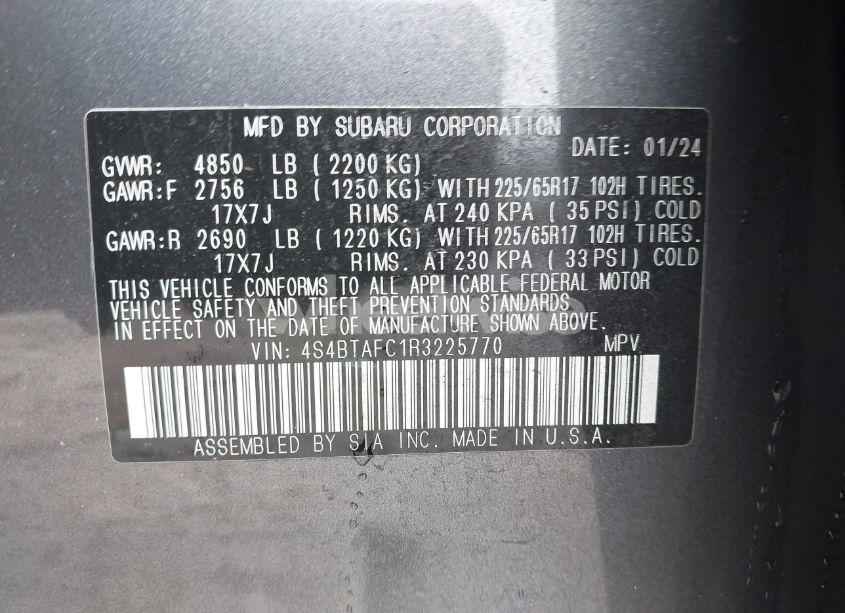 MFD BY SUBARU CORPORATION
DATE: 01/24
GVWR: 4850 LB ( 2200 KG)
GAWR:F 2756 LB ( 1250 KG) WITH 225/65R17 102H TIRES.
17X7J RIMS. AT 240 KPA ( 35 PSI) COLD
GAWR:R 2690 LB ( 1220 KG) WITH 225/65R17 102H TIRES.
17X7J RIMS. AT 230 KPA ( 33 PSI) COLD
THIS VEHICLE CONFORMS TO ALL APPLICABLE FEDERAL MOTOR
VEHICLE SAFETY AND THEFT PREVENTION STANDARDS
IN EFFECT ON THE DATE OF MANUFACTURE SHOWN ABOVE.
VIN: 4S4BTAFC1R3225770 MPV
ASSEMBLED BY SIA INC. MADE IN U.S.A.